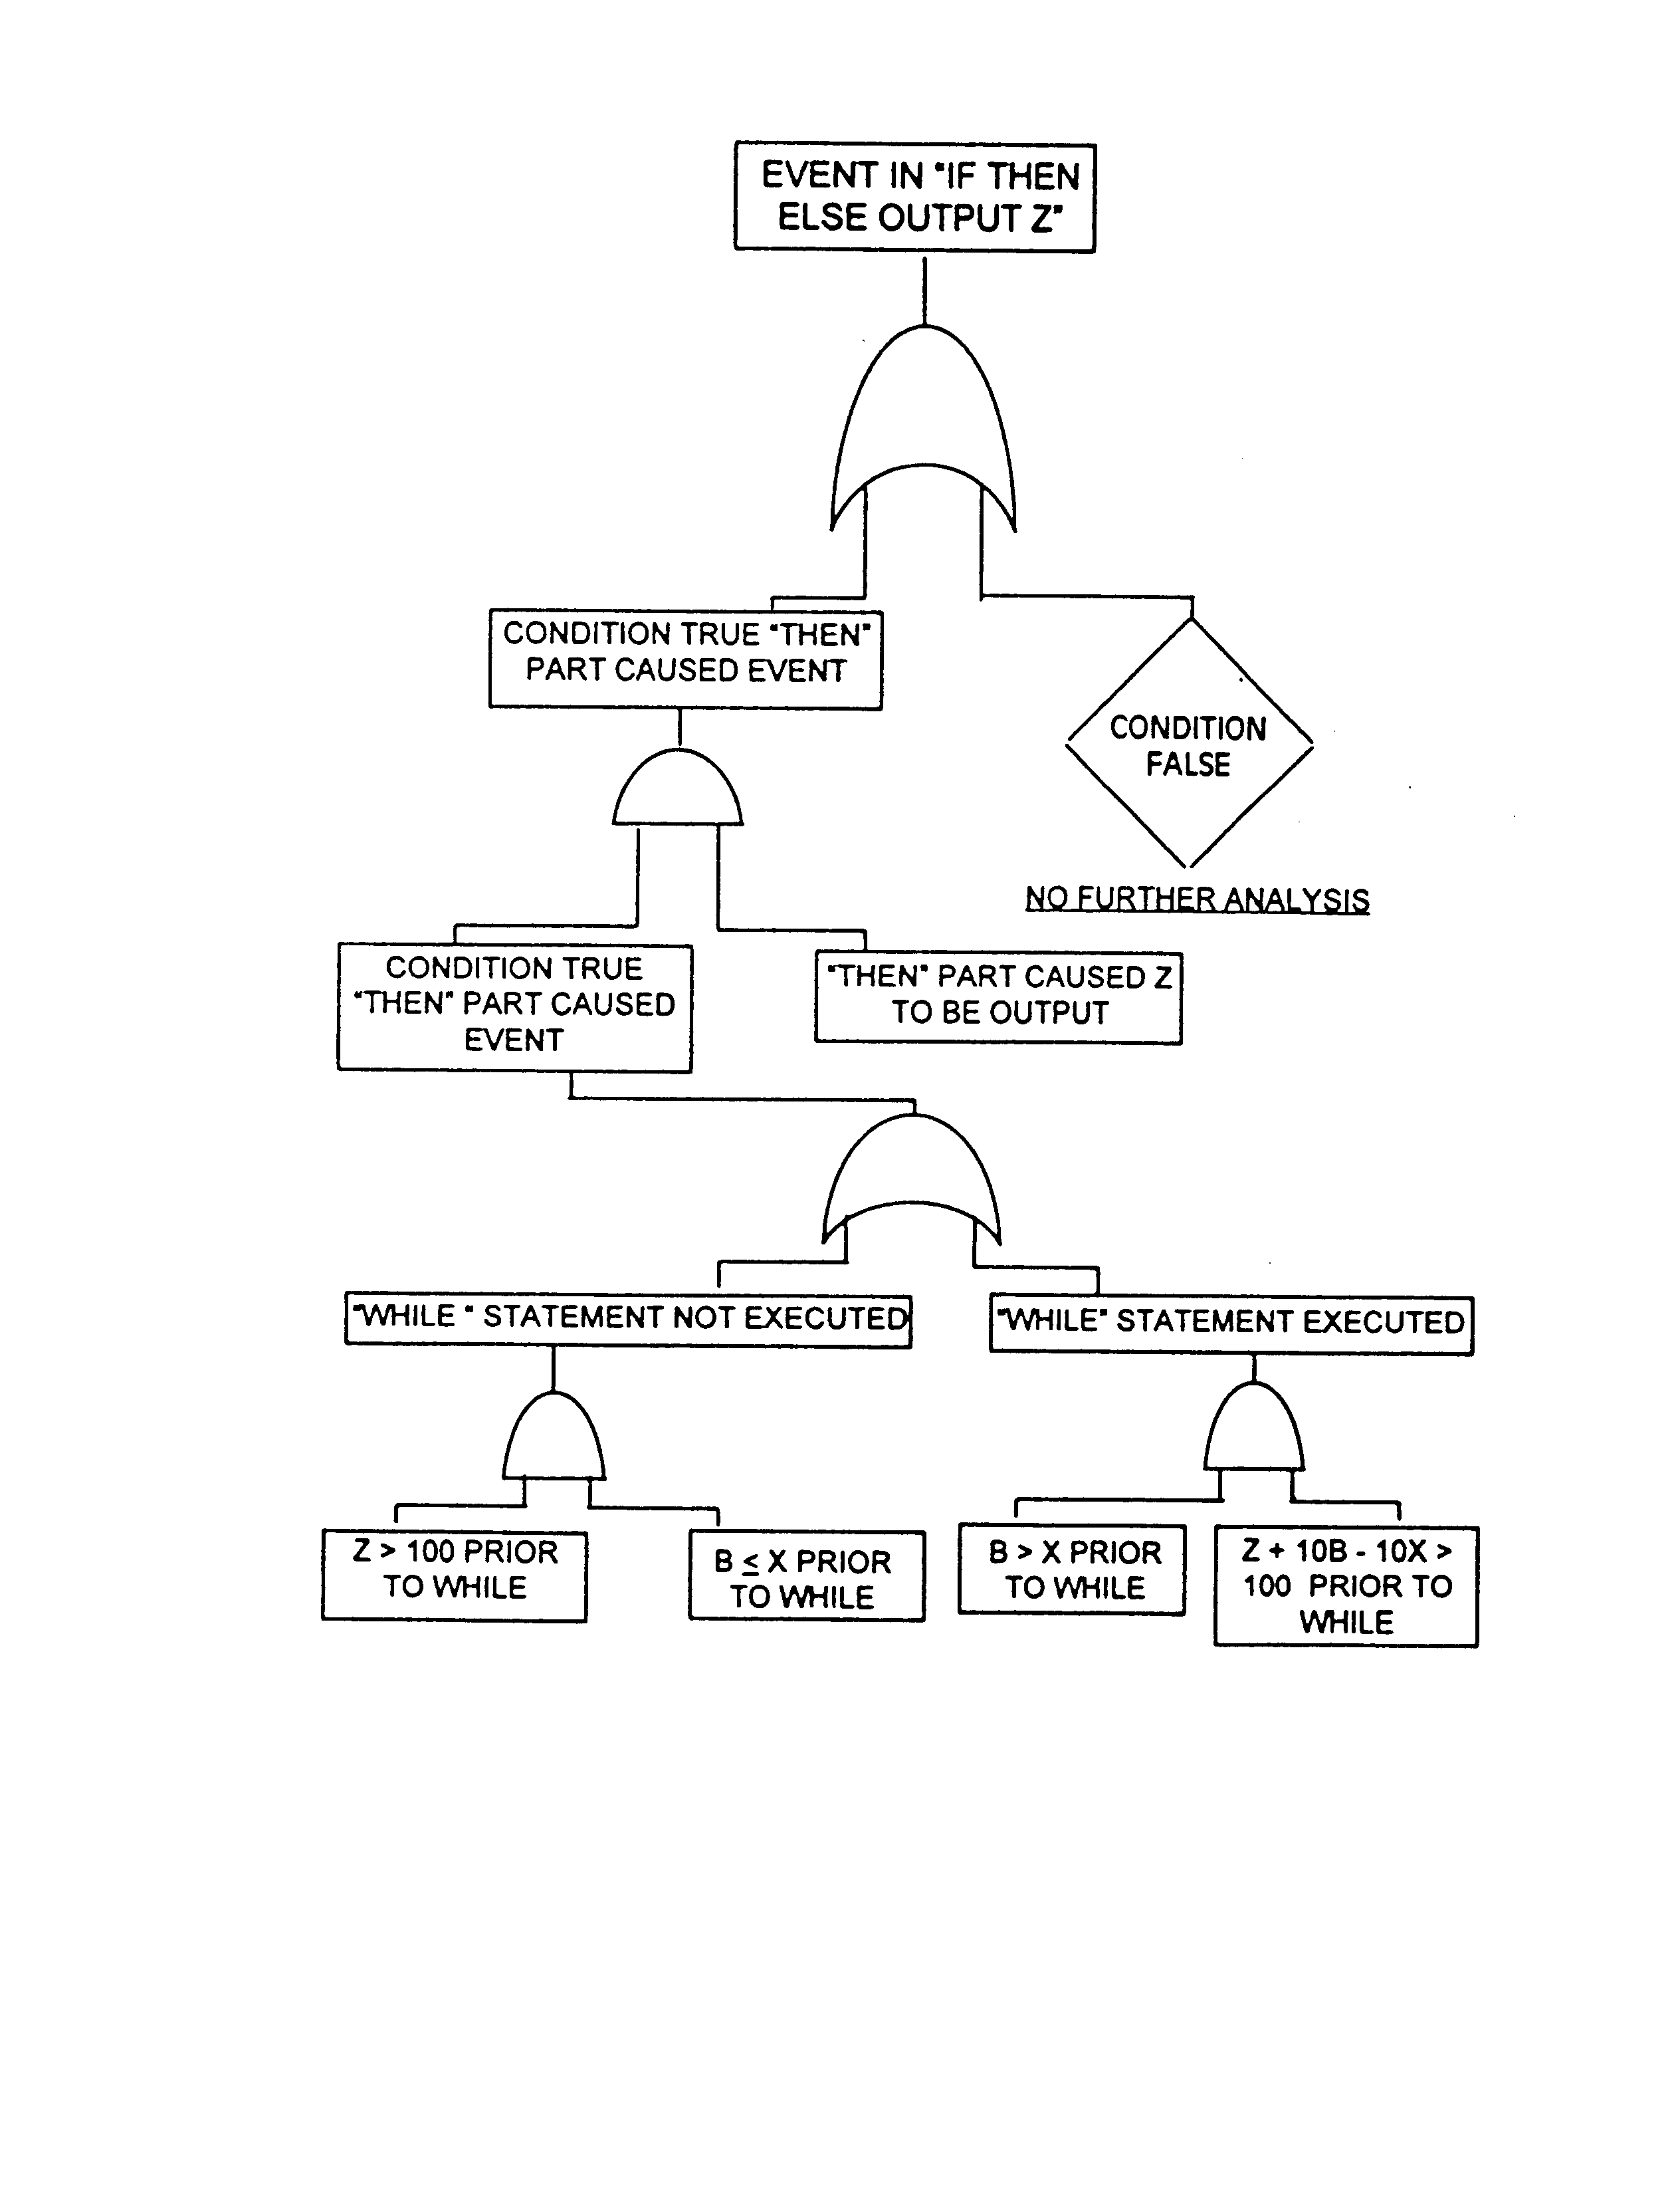 EVENT IN "IF THEN
ELSE OUTPUT Z"
CONDITION TRUE "THEN"
PART CAUSED EVENT
CONDITION
FALSE
NO FURTHER ANALYSIS
CONDITION TRUE
"THEN" PART CAUSED
EVENT
"THEN" PART CAUSED Z
TO BE OUTPUT
"WHILE " STATEMENT NOT EXECUTED
"WHILE" STATEMENT EXECUTED
Z > 100 PRIOR
TO WHILE
B ≤ X PRIOR
TO WHILE
B > X PRIOR
TO WHILE
Z + 10B - 10X >
100 PRIOR TO
WHILE